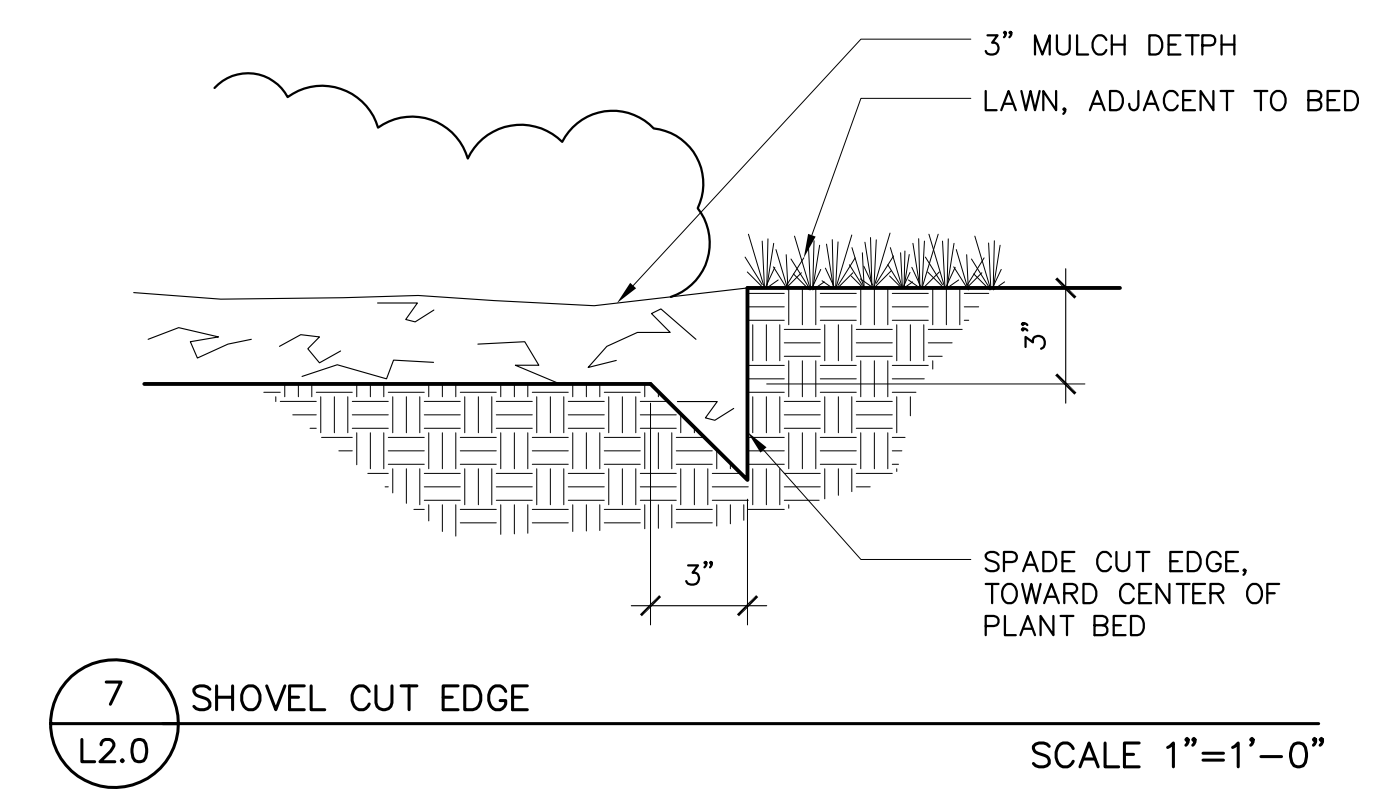 3” MULCH DETPH
LAWN, ADJACENT TO BED
3”
3”
SPADE CUT EDGE,
TOWARD CENTER OF
PLANT BED
7
SHOVEL CUT EDGE
L2.0
SCALE 1”=1’-0”